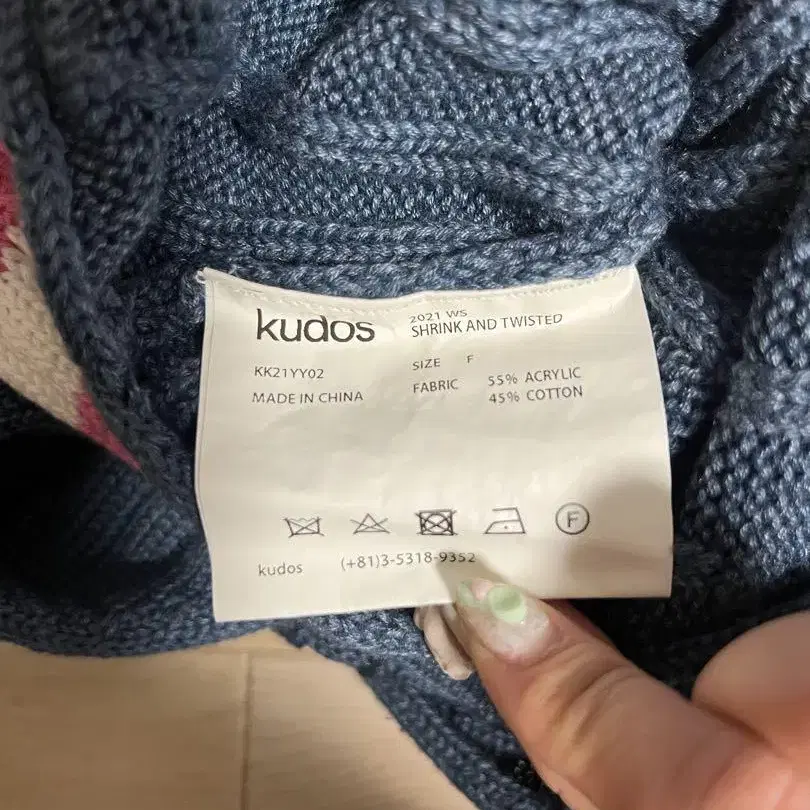 kudos
2021 WS
SHRINK AND TWISTED
KK21YY02
MADE IN CHINA
SIZE F
FABRIC 55% ACRYLIC
45% COTTON
F
kudos (+81)3-5318-9352